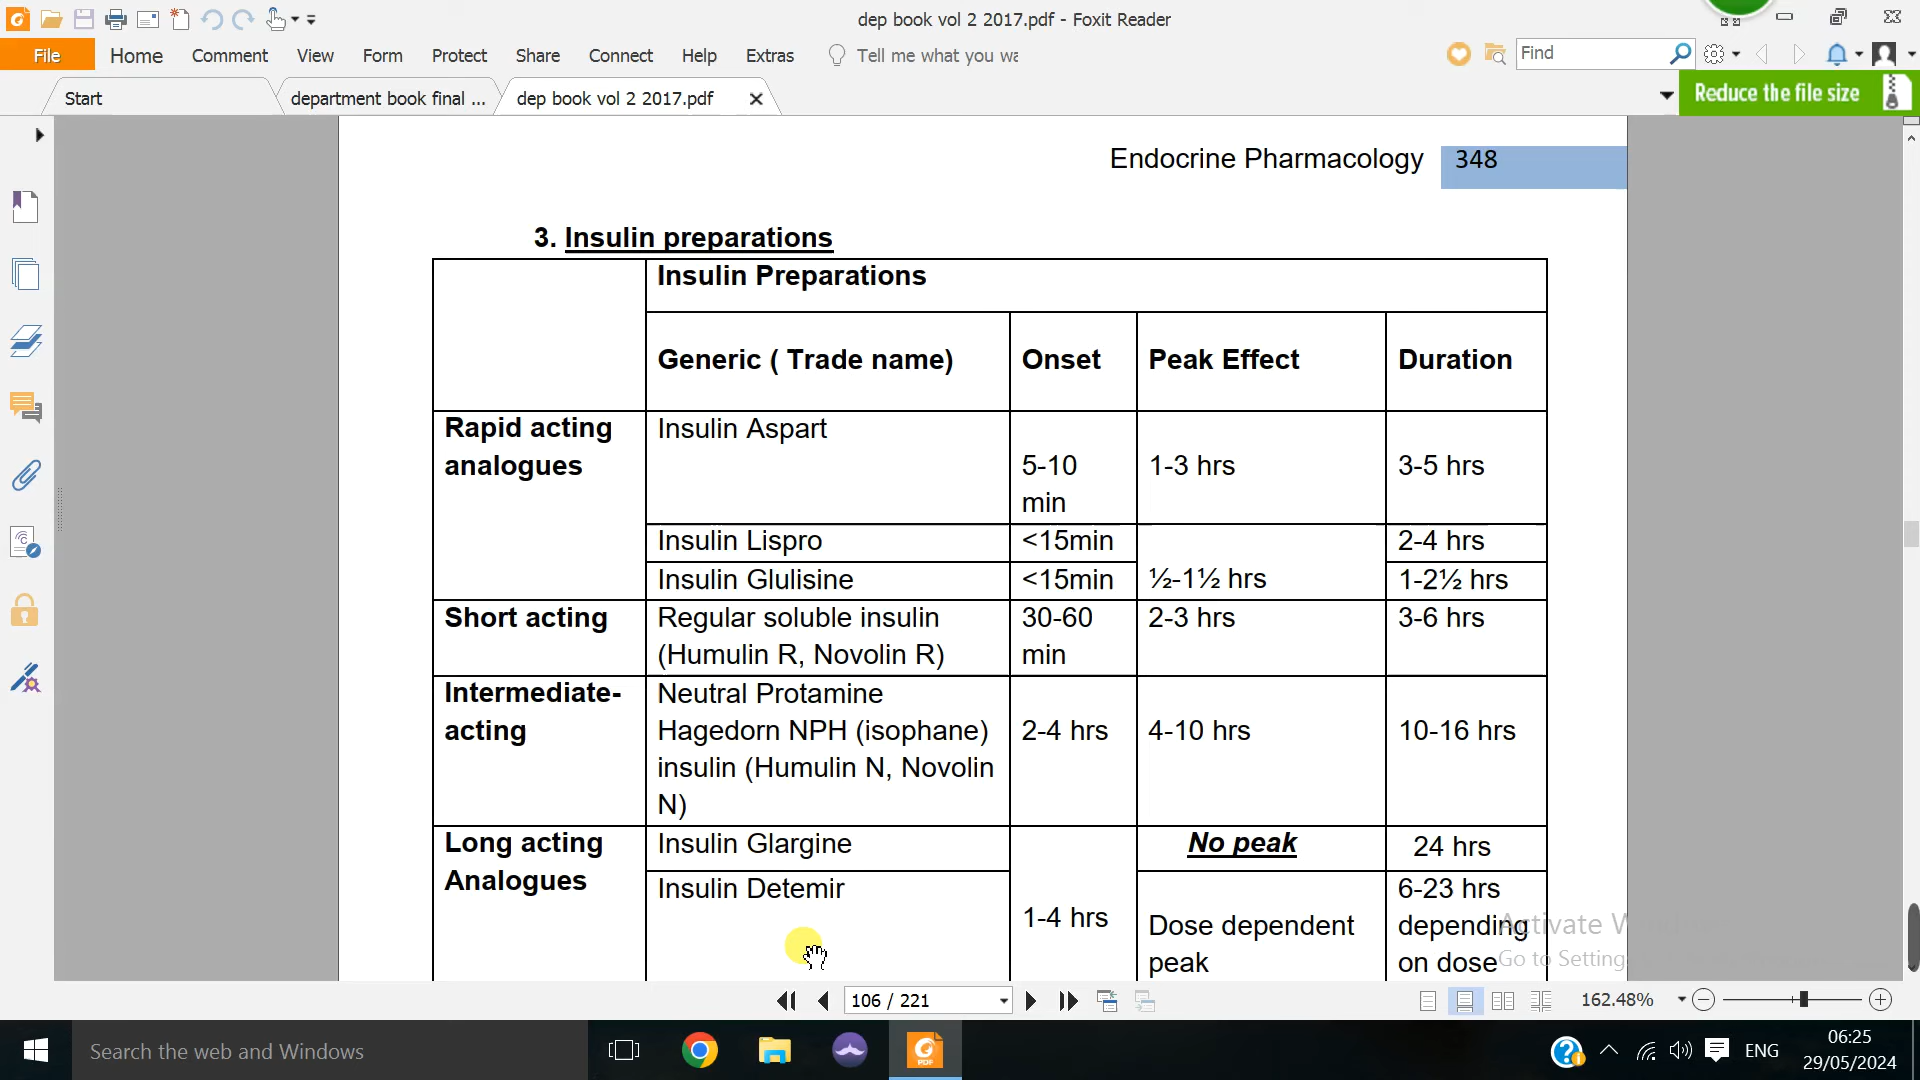 dep book vol 2 2017.pdf - Foxit Reader
File Home Comment View Form Protect Share Connect Help Extras Tell me what you wa Find
Start department book final ... dep book vol 2 2017.pdf Reduce the file size
Endocrine Pharmacology 348
3. Insulin preparations
Insulin Preparations
Generic ( Trade name) Onset Peak Effect Duration
Rapid acting analogues
Insulin Aspart 5-10 min 1-3 hrs 3-5 hrs
Insulin Lispro <15min 2-4 hrs
Insulin Glulisine <15min ½-1½ hrs 1-2½ hrs
Short acting Regular soluble insulin 30-60 2-3 hrs 3-6 hrs
(Humulin R, Novolin R) min
Intermediate- Neutral Protamine
acting Hagedorn NPH (isophane) 2-4 hrs 4-10 hrs 10-16 hrs
insulin (Humulin N, Novolin
N)
Long acting Insulin Glargine No peak 24 hrs
Analogues Insulin Detemir 6-23 hrs
1-4 hrs Dose dependent depending
peak on dose
Activate W
Go to Setting
106 / 221 162.48%
Search the web and Windows ENG 06:25
29/05/2024